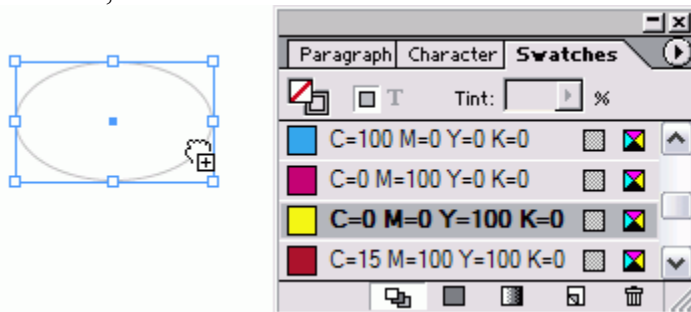 Paragraph Character Swatches
T Tint: %
C=100 M=0 Y=0 K=0
C=0 M=100 Y=0 K=0
C=0 M=0 Y=100 K=0
C=15 M=100 Y=100 K=0